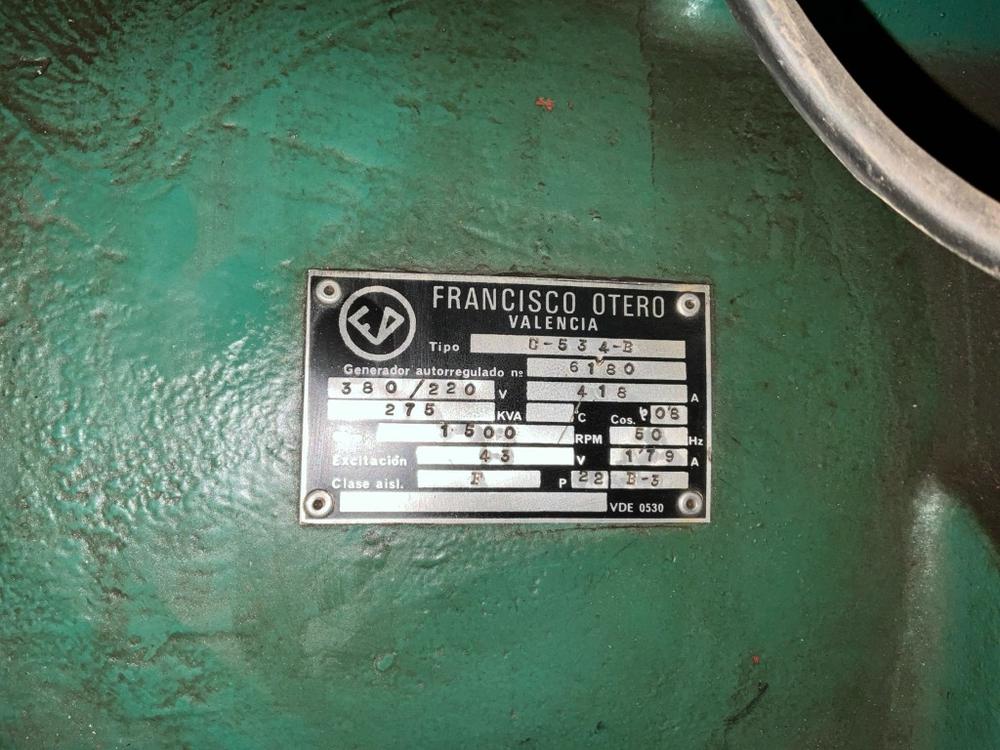 FRANCISCO OTERO
VALENCIA
Tipo G-534-B
Generador autorregulado nº 6180
380/220 V 418 A
275 KVA °C Cos. φ 0'8
1500 RPM 50 Hz
Excitación 43 V 1'79 A
Clase aisl. F P 22 B-3
VDE 0530